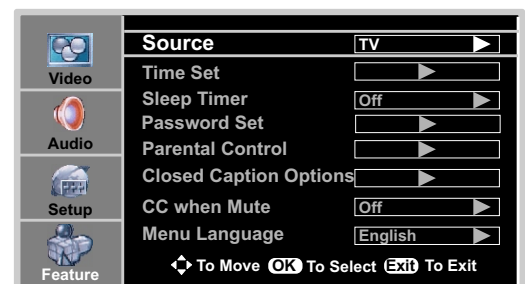 Video
Audio
Setup
Feature
Source TV
Time Set
Sleep Timer Off
Password Set
Parental Control
Closed Caption Options
CC when Mute Off
Menu Language English
To Move OK To Select Exit To Exit